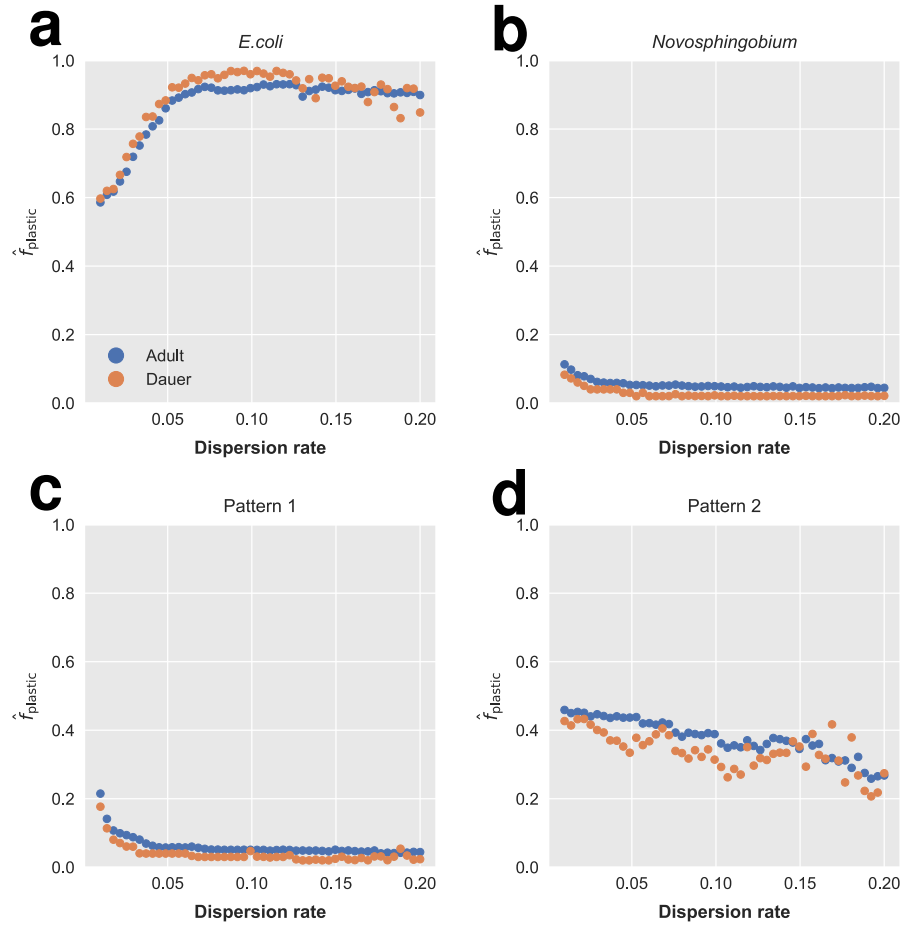 a
E.coli
1.0
0.8
0.6
0.4
0.2
0.0
f̂plastic
Adult
Dauer
0.05
0.10
0.15
0.20
Dispersion rate
b
Novosphingobium
1.0
0.8
0.6
0.4
0.2
0.0
f̂plastic
0.05
0.10
0.15
0.20
Dispersion rate
c
Pattern 1
1.0
0.8
0.6
0.4
0.2
0.0
f̂plastic
0.05
0.10
0.15
0.20
Dispersion rate
d
Pattern 2
1.0
0.8
0.6
0.4
0.2
0.0
f̂plastic
0.05
0.10
0.15
0.20
Dispersion rate